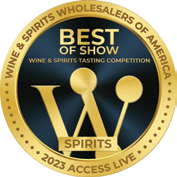 WINE & SPIRITS WHOLESALERS OF AMERICA
BEST
OF SHOW
WINE & SPIRITS TASTING COMPETITION
W
SPIRITS
2023 ACCESS LIVE